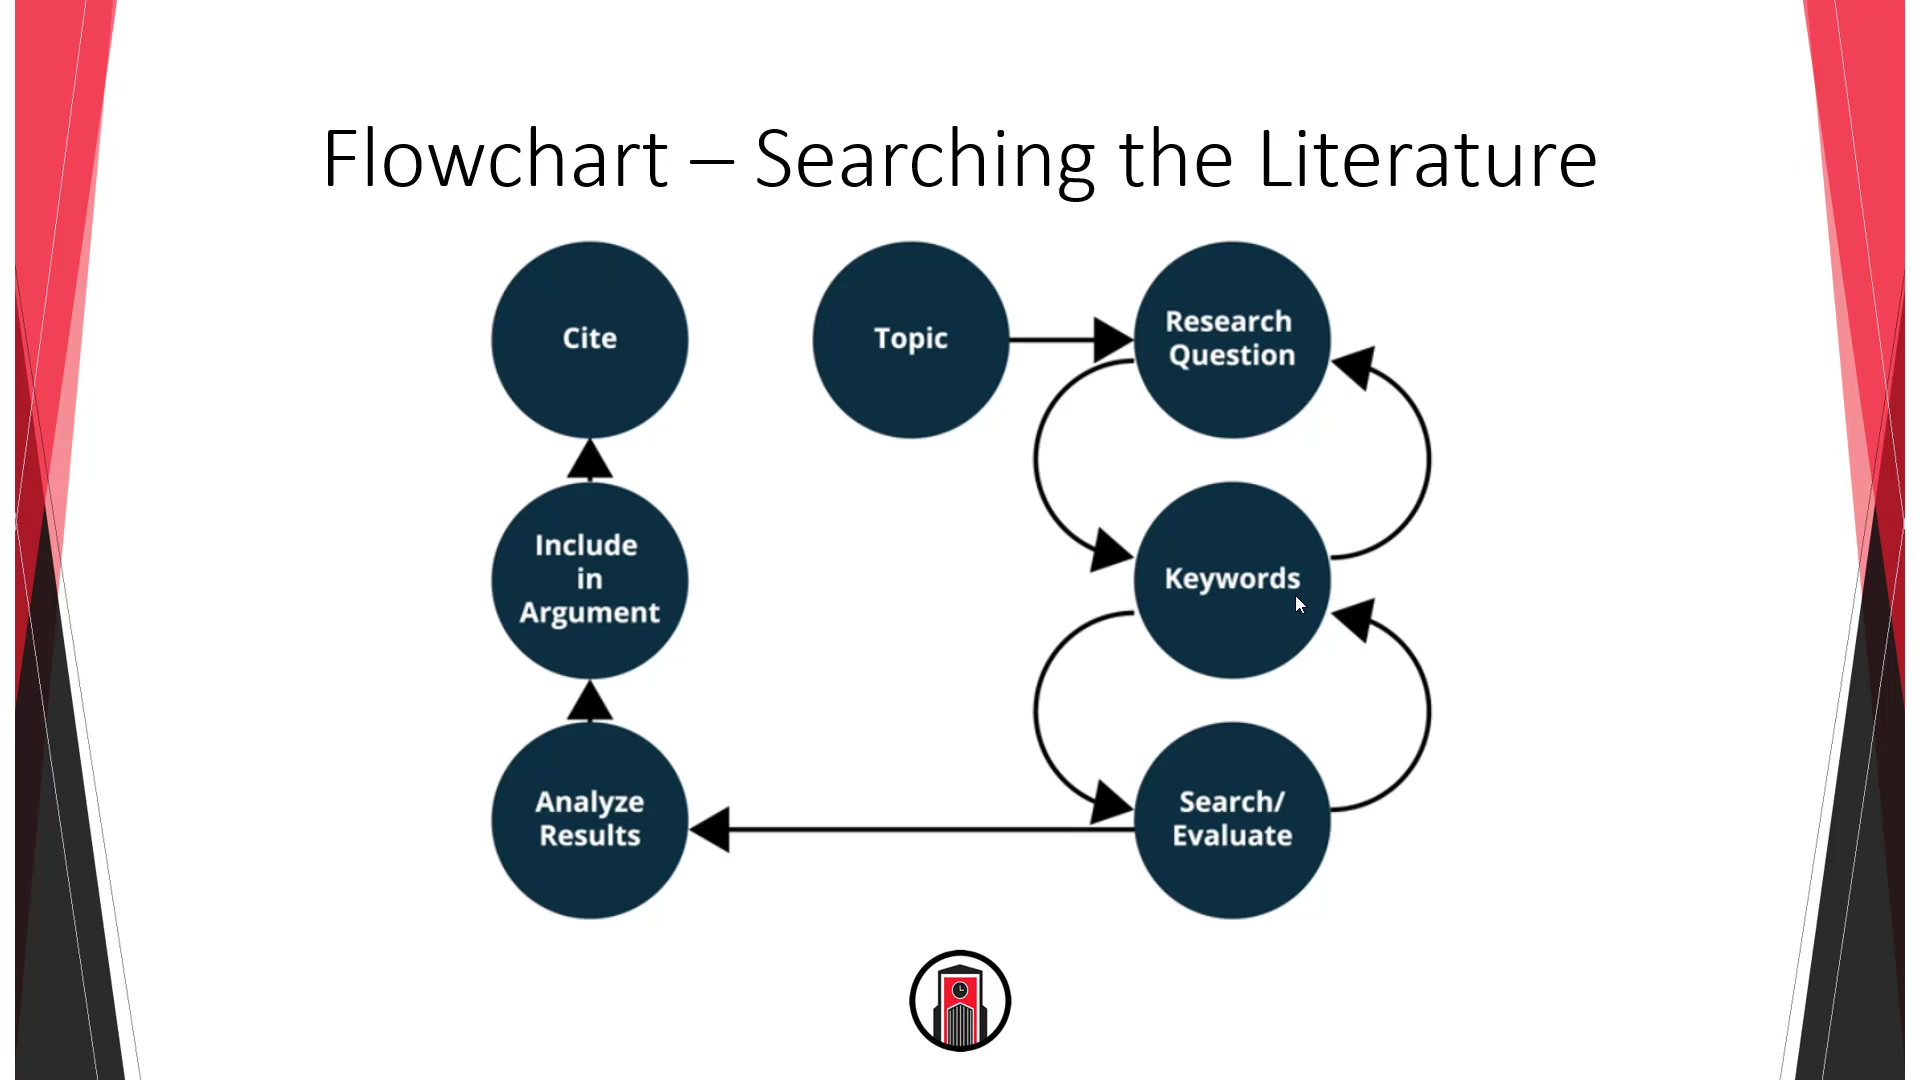 Flowchart – Searching the Literature
Cite
Topic
Research
Question
Include
in
Argument
Keywords
Analyze
Results
Search/
Evaluate